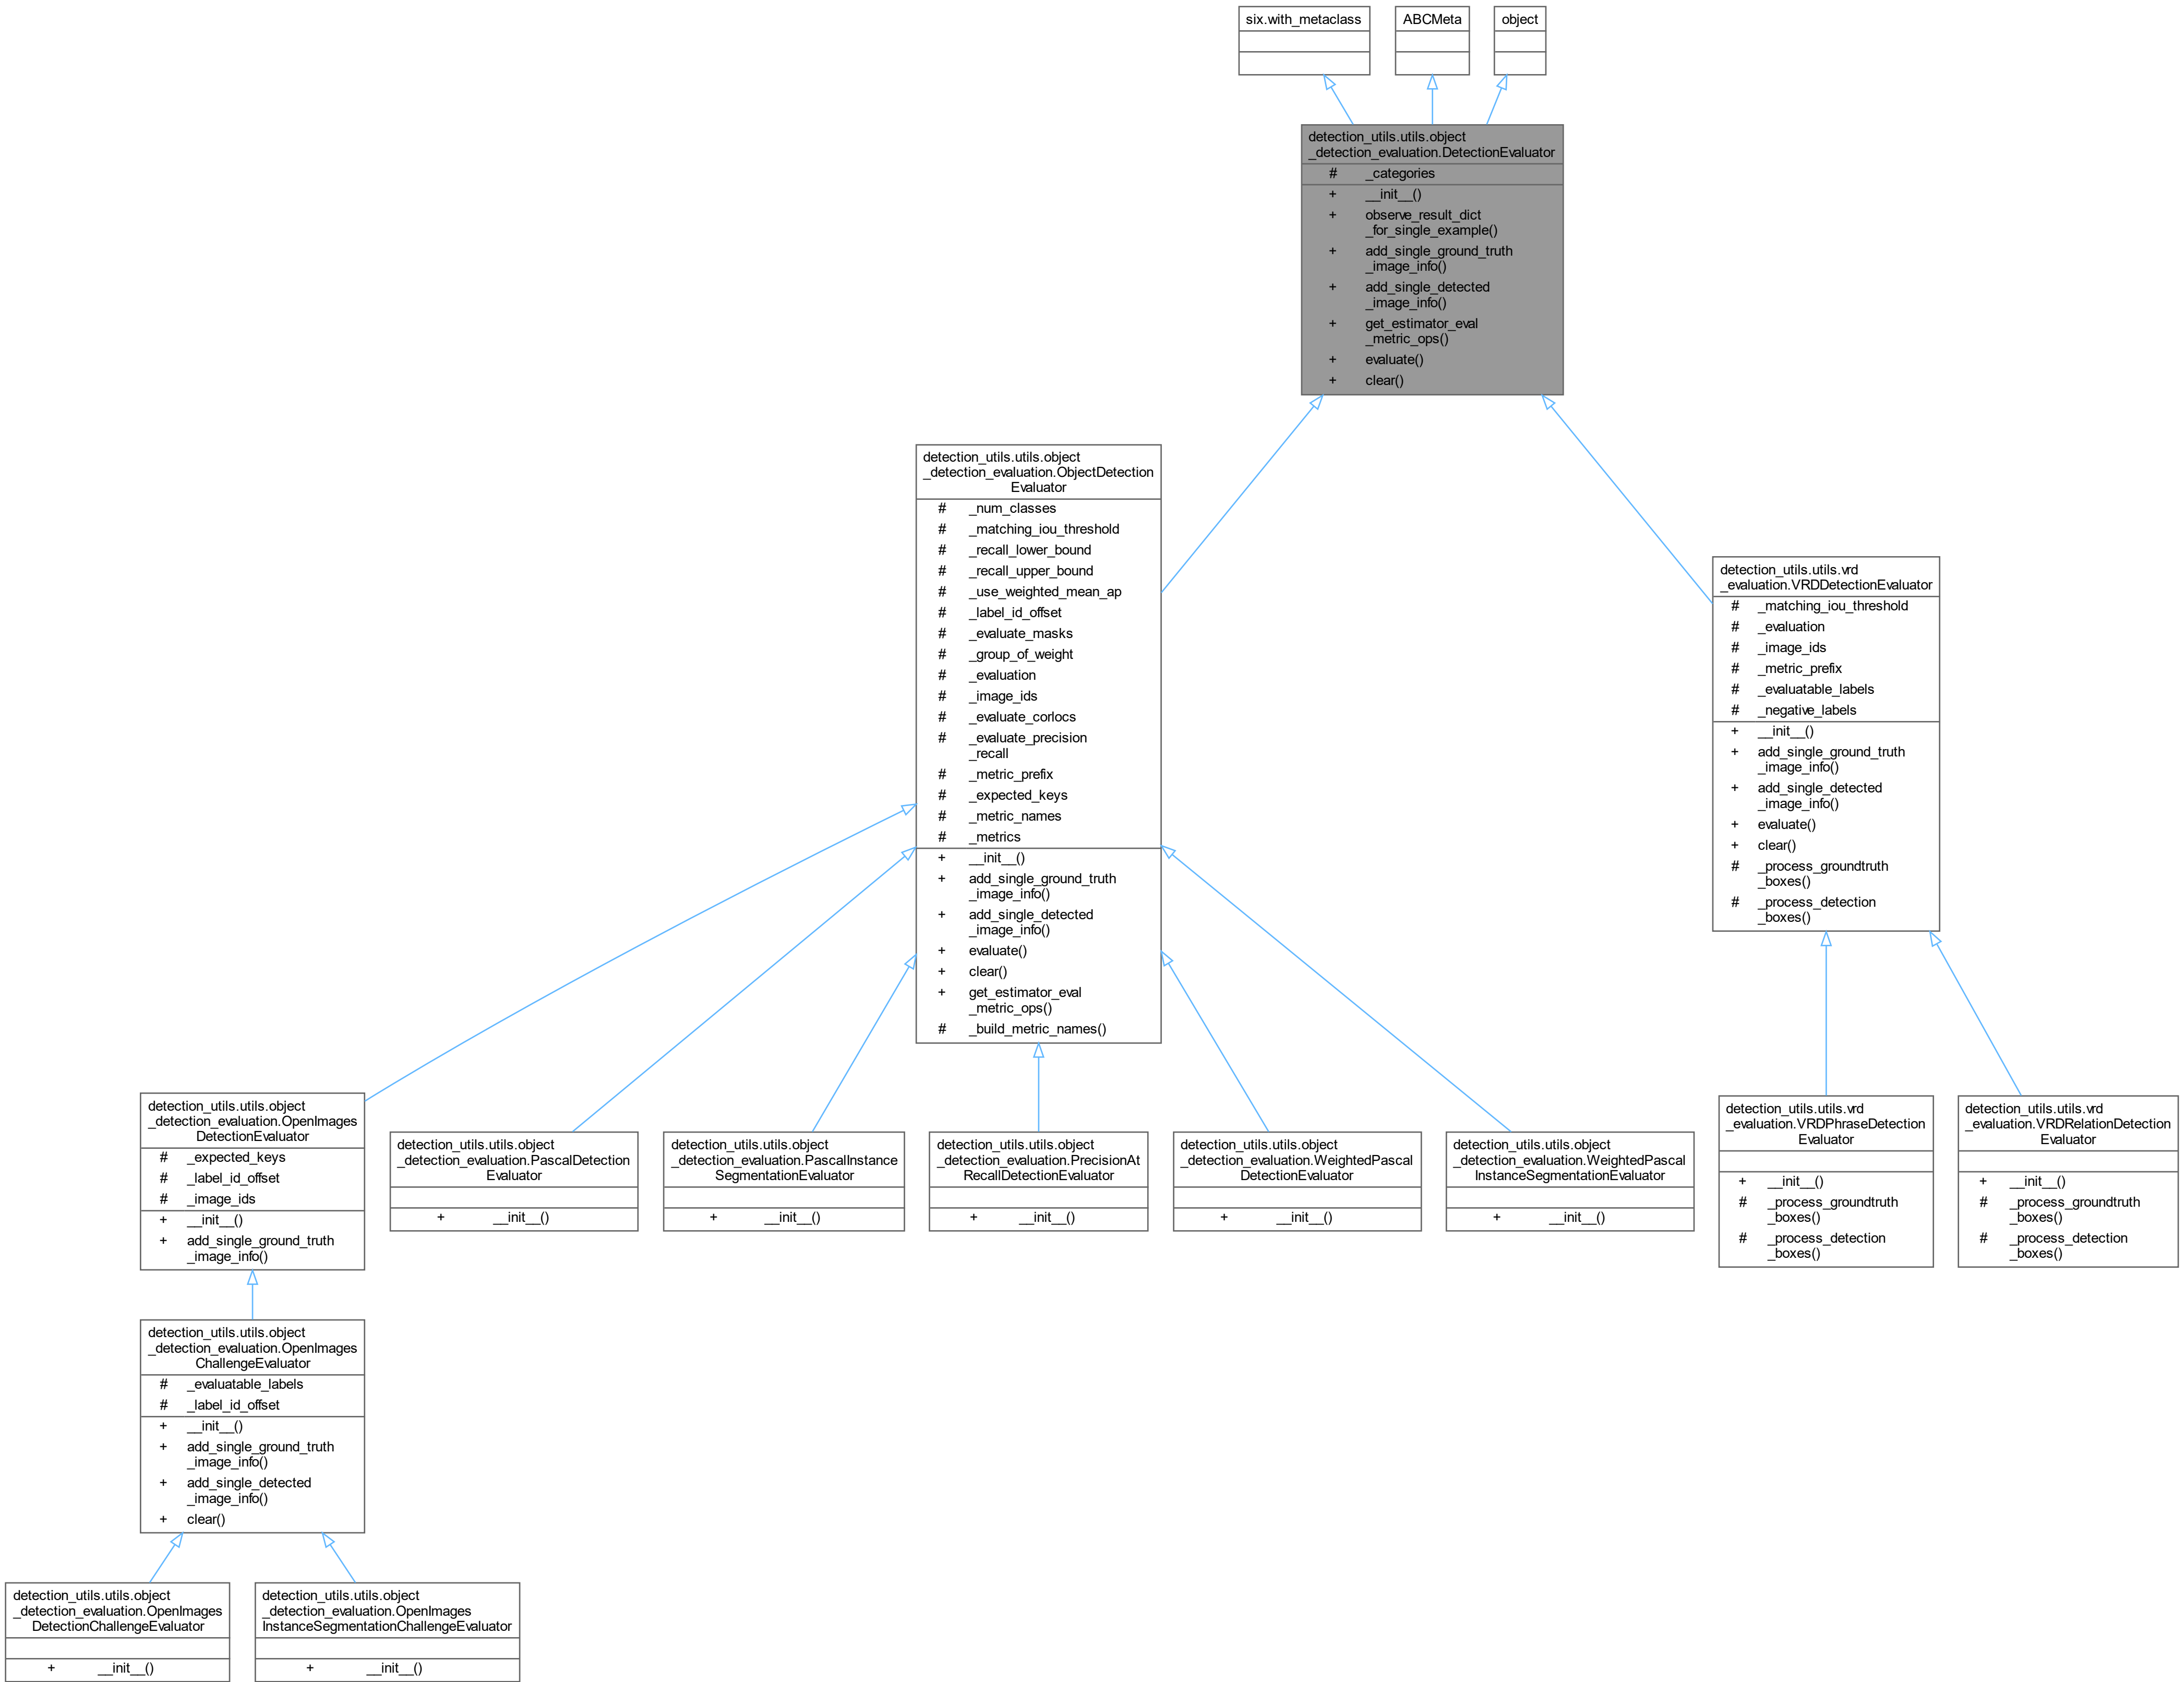 six.with_metaclass
ABCMeta
object
detection_utils.utils.object
_detection_evaluation.DetectionEvaluator
# _categories
+ __init__()
+ observe_result_dict
_for_single_example()
+ add_single_ground_truth
_image_info()
+ add_single_detected
_image_info()
+ get_estimator_eval
_metric_ops()
+ evaluate()
+ clear()
detection_utils.utils.object
_detection_evaluation.ObjectDetection
Evaluator
# _num_classes
# _matching_iou_threshold
# _recall_lower_bound
# _recall_upper_bound
# _use_weighted_mean_ap
# _label_id_offset
# _evaluate_masks
# _group_of_weight
# _evaluation
# _image_ids
# _evaluate_corlocs
# _evaluate_precision
_recall
# _metric_prefix
# _expected_keys
# _metric_names
# _metrics
+ __init__()
+ add_single_ground_truth
_image_info()
+ add_single_detected
_image_info()
+ evaluate()
+ clear()
+ get_estimator_eval
_metric_ops()
# _build_metric_names()
detection_utils.utils.vrd
_evaluation.VRDDetectionEvaluator
# _matching_iou_threshold
# _evaluation
# _image_ids
# _metric_prefix
# _evaluatable_labels
# _negative_labels
+ __init__()
+ add_single_ground_truth
_image_info()
+ add_single_detected
_image_info()
+ evaluate()
+ clear()
# _process_groundtruth
_boxes()
# _process_detection
_boxes()
detection_utils.utils.object
_detection_evaluation.OpenImages
DetectionEvaluator
# _expected_keys
# _label_id_offset
# _image_ids
+ __init__()
+ add_single_ground_truth
_image_info()
detection_utils.utils.object
_detection_evaluation.PascalDetection
Evaluator
+ __init__()
detection_utils.utils.object
_detection_evaluation.PascalInstance
SegmentationEvaluator
+ __init__()
detection_utils.utils.object
_detection_evaluation.PrecisionAt
RecallDetectionEvaluator
+ __init__()
detection_utils.utils.object
_detection_evaluation.WeightedPascal
DetectionEvaluator
+ __init__()
detection_utils.utils.object
_detection_evaluation.WeightedPascal
InstanceSegmentationEvaluator
+ __init__()
detection_utils.utils.vrd
_evaluation.VRDPhraseDetection
Evaluator
+ __init__()
# _process_groundtruth
_boxes()
# _process_detection
_boxes()
detection_utils.utils.vrd
_evaluation.VRDRelationDetection
Evaluator
+ __init__()
# _process_groundtruth
_boxes()
# _process_detection
_boxes()
detection_utils.utils.object
_detection_evaluation.OpenImages
ChallengeEvaluator
# _evaluatable_labels
# _label_id_offset
+ __init__()
+ add_single_ground_truth
_image_info()
+ add_single_detected
_image_info()
+ clear()
detection_utils.utils.object
_detection_evaluation.OpenImages
DetectionChallengeEvaluator
+ __init__()
detection_utils.utils.object
_detection_evaluation.OpenImages
InstanceSegmentationChallengeEvaluator
+ __init__()